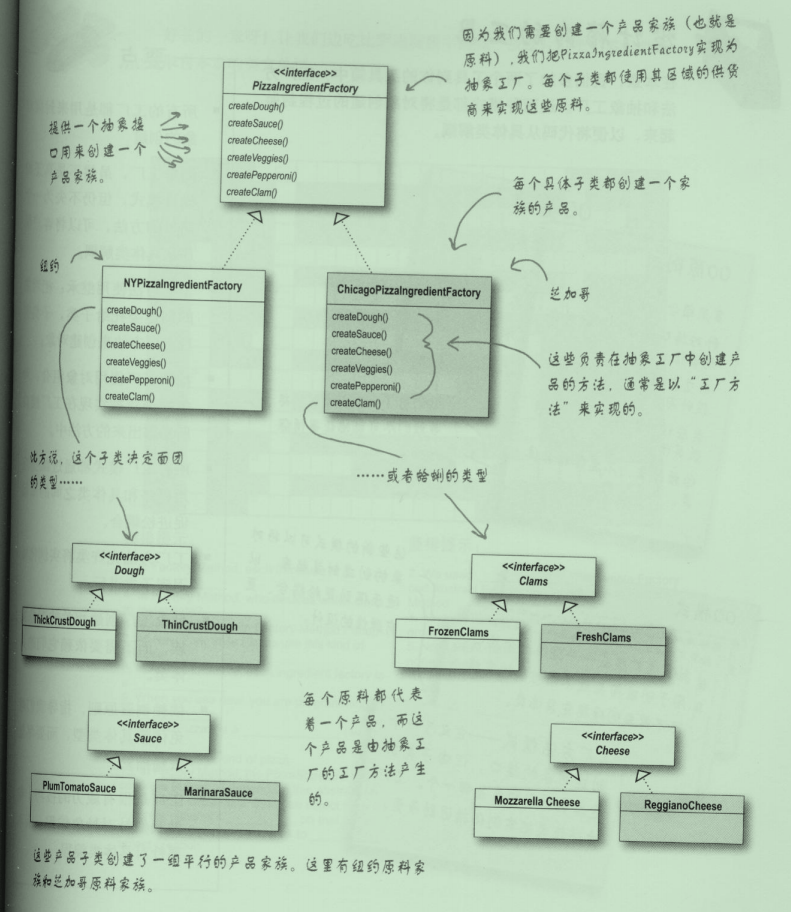 因为我们需要创建一个产品家族（也就是
原料），我们把PizzaIngredientFactory实现为
抽象工厂。每个子类都使用其区域的供货
商来实现这些原料。
<<interface>>
PizzaIngredientFactory
createDough()
createSauce()
createCheese()
createVeggies()
createPepperoni()
createClam()
提供一个抽象接
口用来创建一个
产品家族。
每个具体子类都创建一个家
族的产品。
纽约
NYPizzaIngredientFactory
createDough()
createSauce()
createCheese()
createVeggies()
createPepperoni()
createClam()
ChicagoPizzaIngredientFactory
createDough()
createSauce()
createCheese()
createVeggies()
createPepperoni()
createClam()
芝加哥
这些负责在抽象工厂中创建产
品的方法，通常是以“工厂方
法”来实现的。
比方说，这个子类决定面团
的类型……
……或者蛤蜊的类型
<<interface>>
Dough
ThickCrustDough
ThinCrustDough
<<interface>>
Clams
FrozenClams
FreshClams
<<interface>>
Sauce
PlumTomatoSauce
MarinaraSauce
每个原料都代表
着一个产品，而这
个产品是由抽象工
厂的工厂方法产生
的。
<<interface>>
Cheese
Mozzarella Cheese
ReggianoCheese
这些产品子类创建了一组平行的产品家族。这里有纽约原料家
族和芝加哥原料家族。